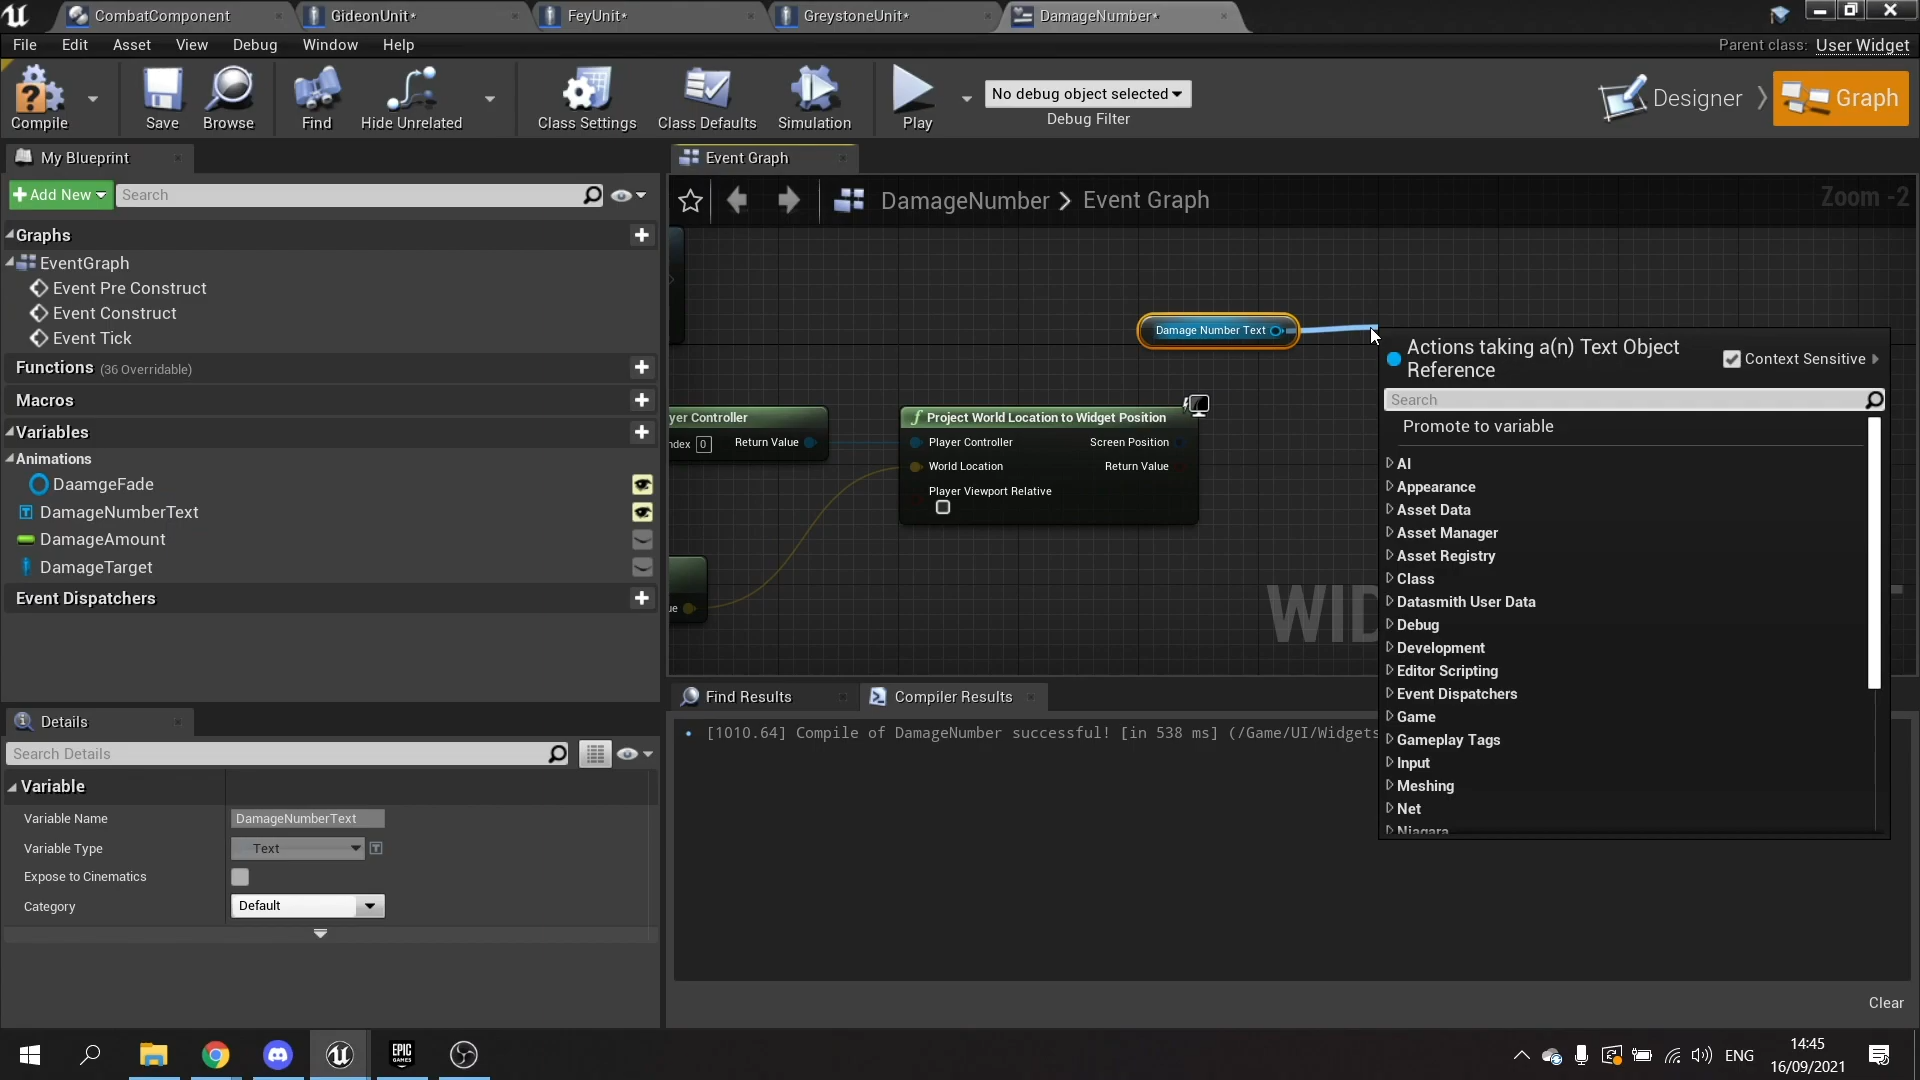 CombatComponent
GideonUnit*
FeyUnit*
GreystoneUnit*
DamageNumber*
File Edit Asset View Debug Window Help
Parent class: User Widget
Compile
Save
Browse
Find
Hide Unrelated
Class Settings
Class Defaults
Simulation
Play
No debug object selected
Debug Filter
Designer
Graph
My Blueprint
Add New
Search
Graphs
EventGraph
Event Pre Construct
Event Construct
Event Tick
Functions (36 Overridable)
Macros
Variables
Animations
DaamgeFade
DamageNumberText
DamageAmount
DamageTarget
Event Dispatchers
Event Graph
DamageNumber > Event Graph
Zoom -2
Damage Number Text
yer Controller
ndex 0 Return Value
Project World Location to Widget Position
Player Controller Screen Position
World Location Return Value
Player Viewport Relative
ue
WID
Actions taking a(n) Text Object
Reference
Context Sensitive
Search
Promote to variable
AI
Appearance
Asset Data
Asset Manager
Asset Registry
Class
Datasmith User Data
Debug
Development
Editor Scripting
Event Dispatchers
Game
Gameplay Tags
Input
Meshing
Net
Niagara
Find Results
Compiler Results
[1010.64] Compile of DamageNumber successful! [in 538 ms] (/Game/UI/Widgets
Clear
Details
Search Details
Variable
Variable Name DamageNumberText
Variable Type Text
Expose to Cinematics
Category Default
EPIC
GAMES
ENG
14:45
16/09/2021